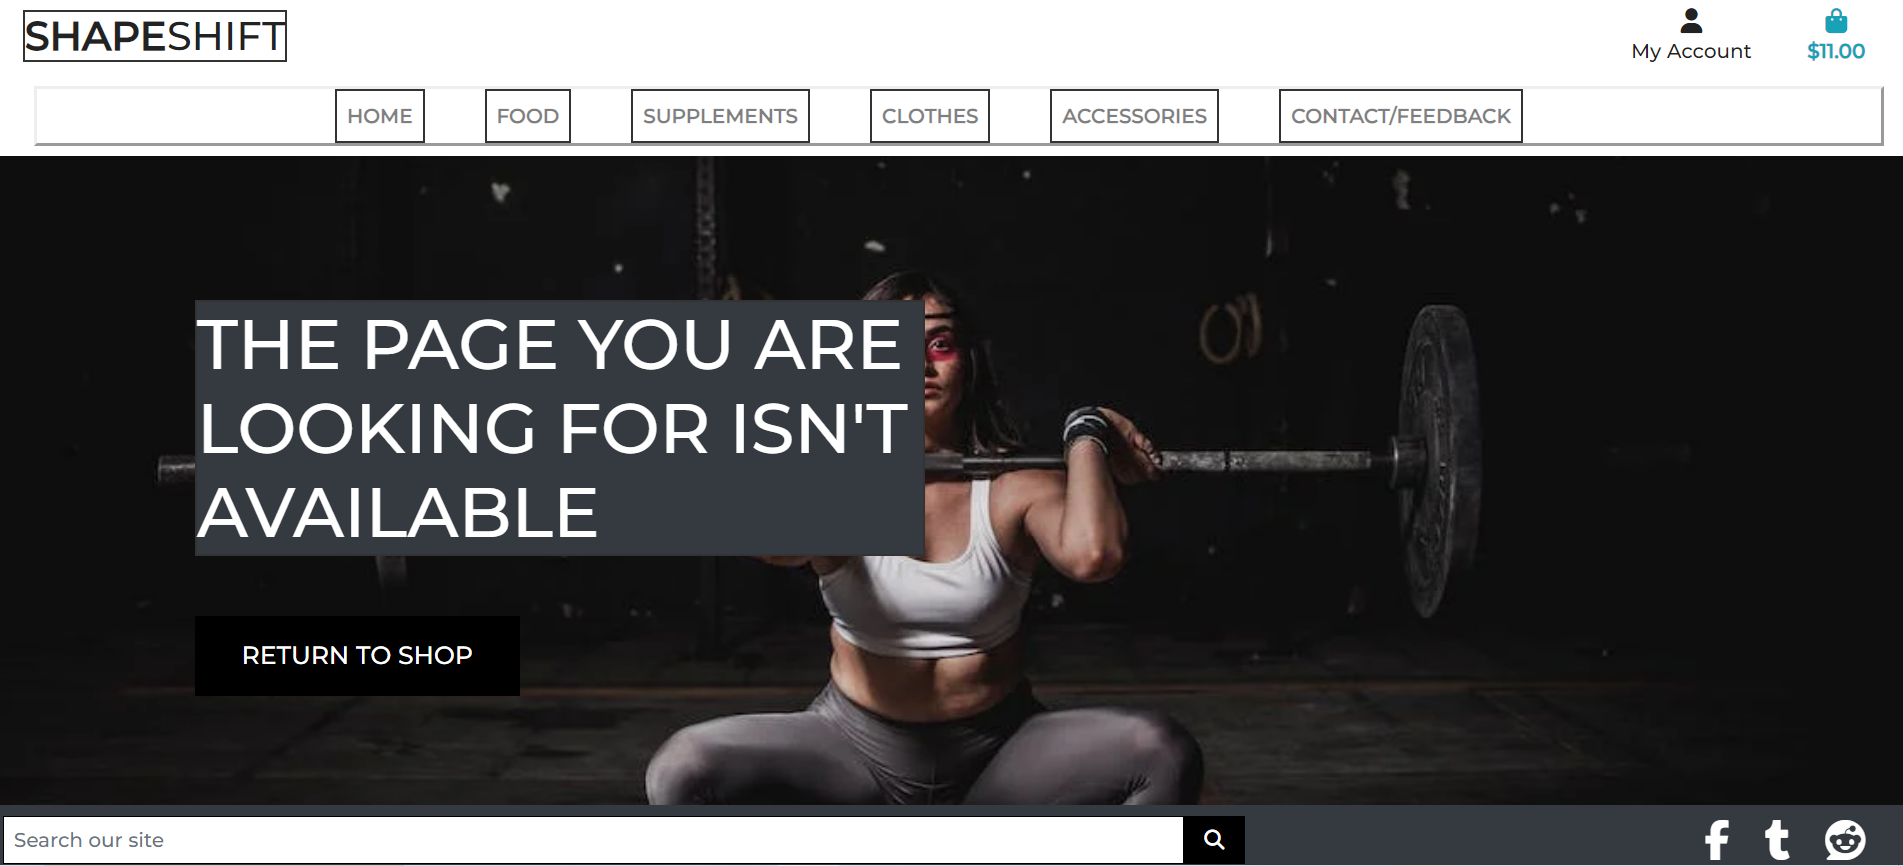 SHAPESHIFT
My Account
$11.00
HOME
FOOD
SUPPLEMENTS
CLOTHES
ACCESSORIES
CONTACT/FEEDBACK
THE PAGE YOU ARE
LOOKING FOR ISN'T
AVAILABLE
RETURN TO SHOP
Search our site